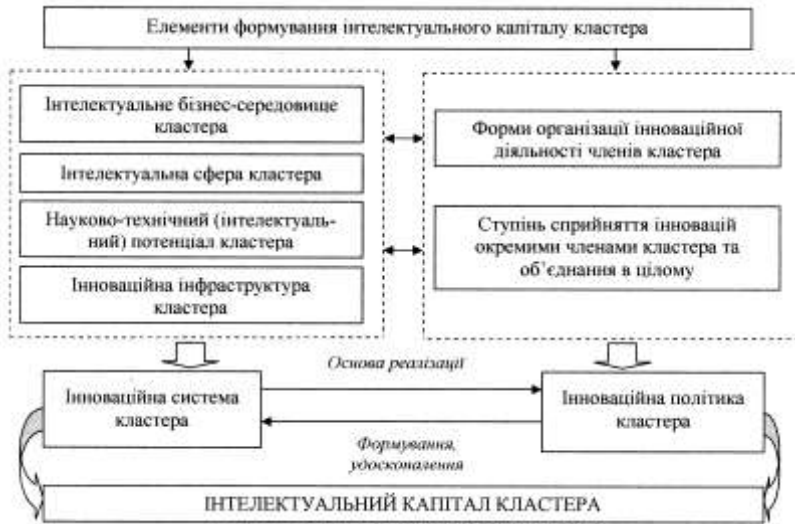 Елементи формування інтелектуального капіталу кластера
Інтелектуальне бізнес-середовище
кластера
Інтелектуальна сфера кластера
Науково-технічний (інтелектуаль-
ний) потенціал кластера
Інноваційна інфраструктура
кластера
Форми організації інноваційної
діяльності членів кластера
Ступінь сприйняття інновацій
окремими членами кластера та
об’єднання в цілому
Основа реалізації
Інноваційна система
кластера
Інноваційна політика
кластера
Формування,
удосконалення
ІНТЕЛЕКТУАЛЬНИЙ КАПІТАЛ КЛАСТЕРА